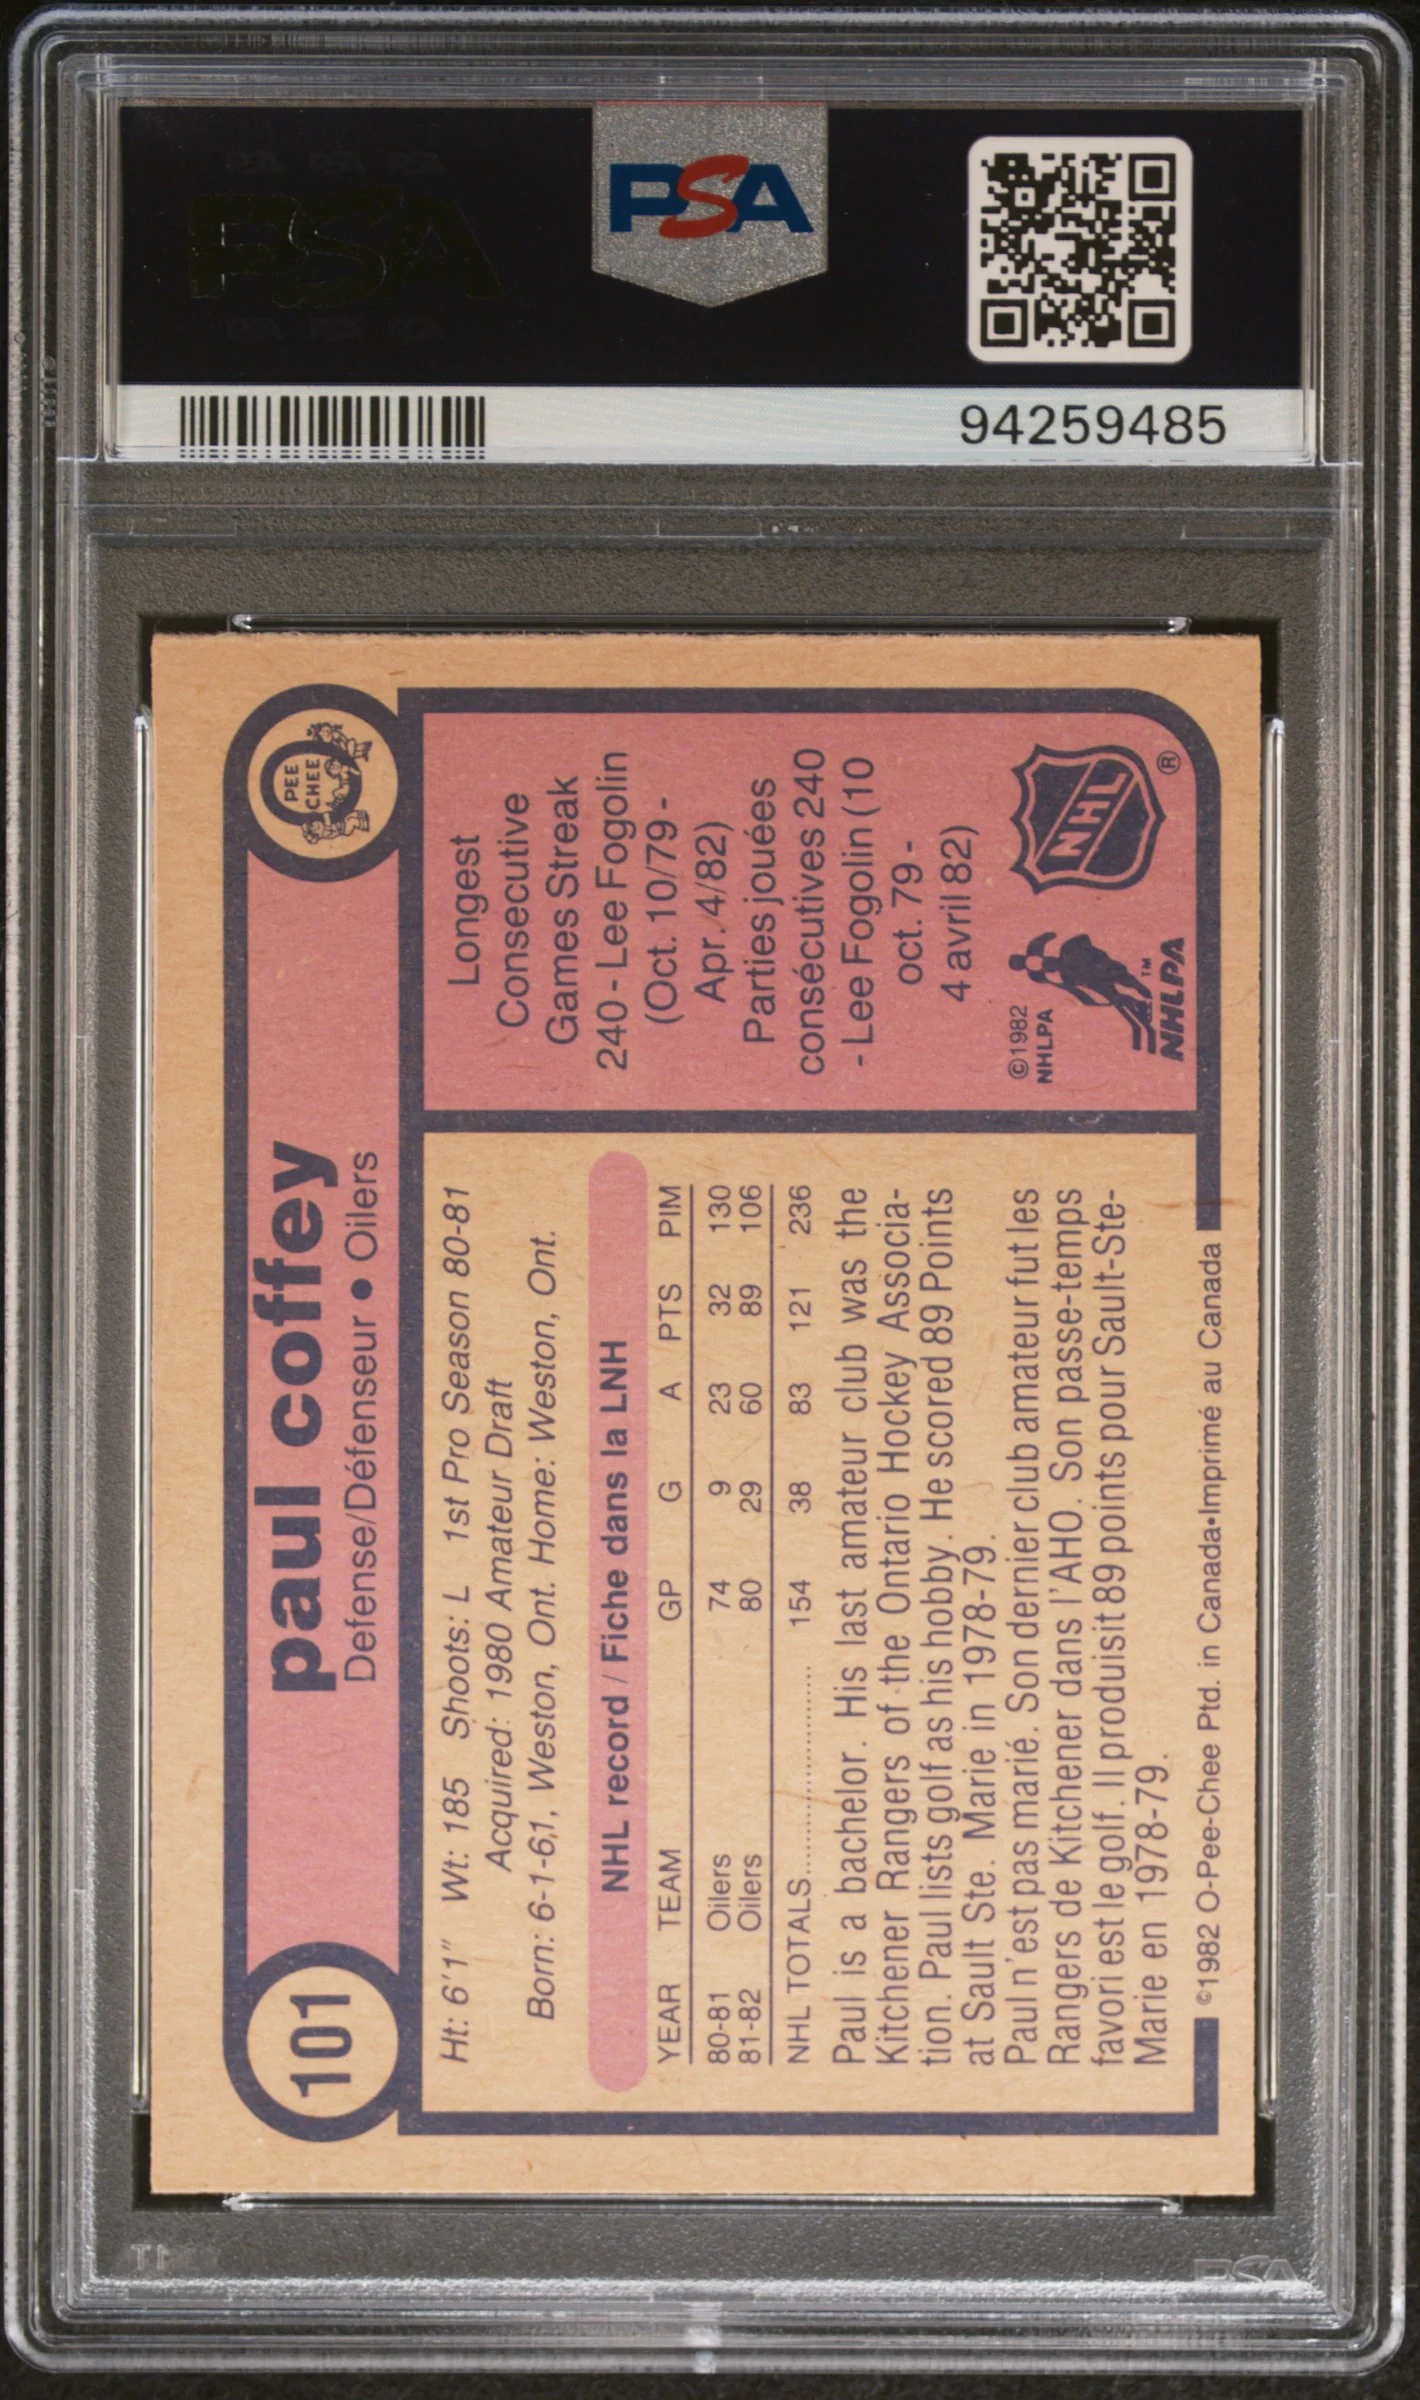 PSA
94259485
101
paul coffey
Defense/Défenseur • Oilers
PEE
CHEE
Ht: 6'1" Wt: 185 Shoots: L 1st Pro Season 80-81
Acquired: 1980 Amateur Draft
Born: 6-1-6,1, Weston, Ont. Home: Weston, Ont.
NHL record / Fiche dans la LNH
YEAR TEAM GP G A PTS PIM
80-81 Oilers 74 9 23 32 130
81-82 Oilers 80 29 60 89 106
NHL TOTALS.................... 154 38 83 121 236
Paul is a bachelor. His last amateur club was the
Kitchener Rangers of the Ontario Hockey Associa-
tion. Paul lists golf as his hobby. He scored 89 Points
at Sault Ste. Marie in 1978-79.
Paul n'est pas marié. Son dernier club amateur fut les
Rangers de Kitchener dans l'AHO. Son passe-temps
favori est le golf. Il produisit 89 points pour Sault-Ste-
Marie en 1978-79.
©1982 O-Pee-Chee Ptd. in Canada•Imprimé au Canada
Longest
Consecutive
Games Streak
240 - Lee Fogolin
(Oct. 10/79 -
Apr. 4/82)
Parties jouées
consécutives 240
- Lee Fogolin (10
oct. 79 -
4 avril 82)
©1982
NHLPA
TM
NHLPA
NHL
®
PSA